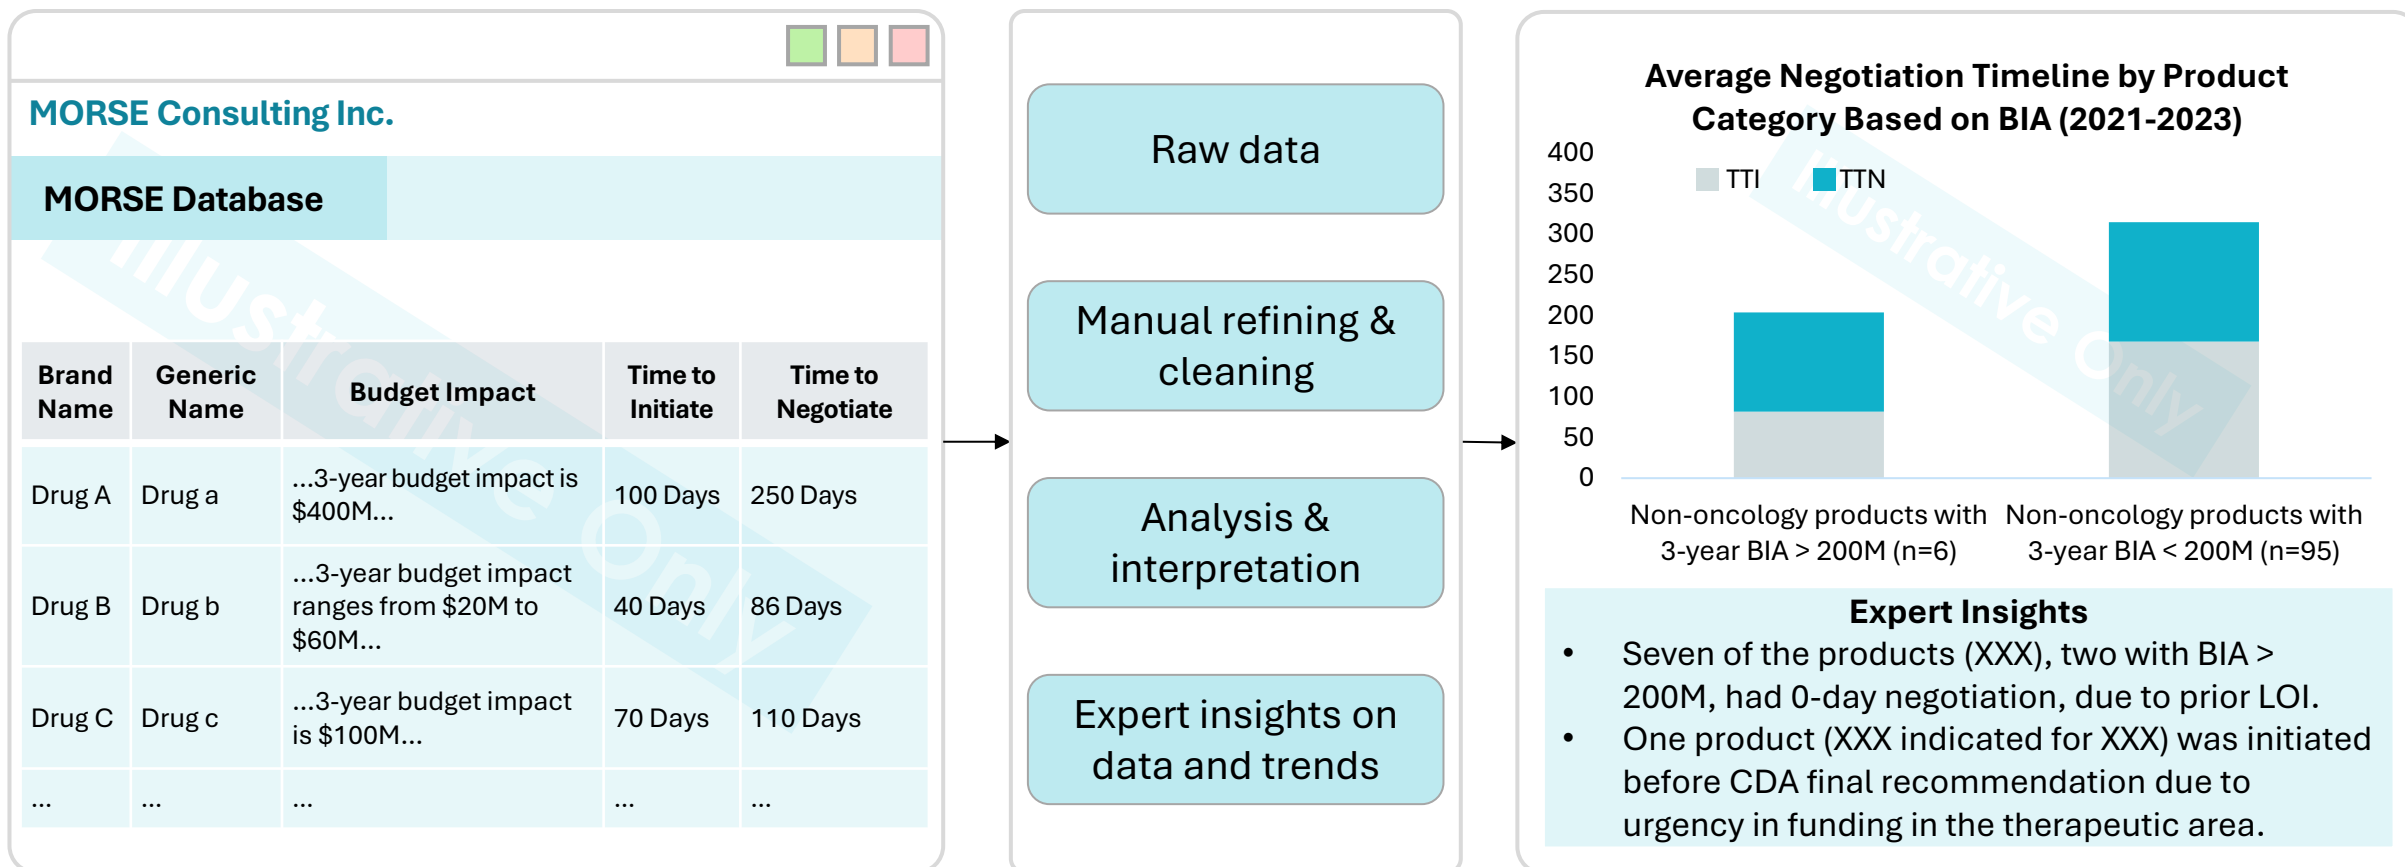 MORSE Consulting Inc.
MORSE Database
Illustrative Only
Brand Name
Generic Name
Budget Impact
Time to Initiate
Time to Negotiate
Drug A
Drug a
...3-year budget impact is
$400M...
100 Days
250 Days
Drug B
Drug b
...3-year budget impact
ranges from $20M to
$60M...
40 Days
86 Days
Drug C
Drug c
...3-year budget impact
is $100M...
70 Days
110 Days
...
...
...
...
...
Raw data
Manual refining &
cleaning
Analysis &
interpretation
Expert insights on
data and trends
Average Negotiation Timeline by Product
Category Based on BIA (2021-2023)
TTI
TTN
Illustrative Only
400
350
300
250
200
150
100
50
0
Non-oncology products with
3-year BIA > 200M (n=6)
Non-oncology products with
3-year BIA < 200M (n=95)
Expert Insights
• Seven of the products (XXX), two with BIA >
200M, had 0-day negotiation, due to prior LOI.
• One product (XXX indicated for XXX) was initiated
before CDA final recommendation due to
urgency in funding in the therapeutic area.